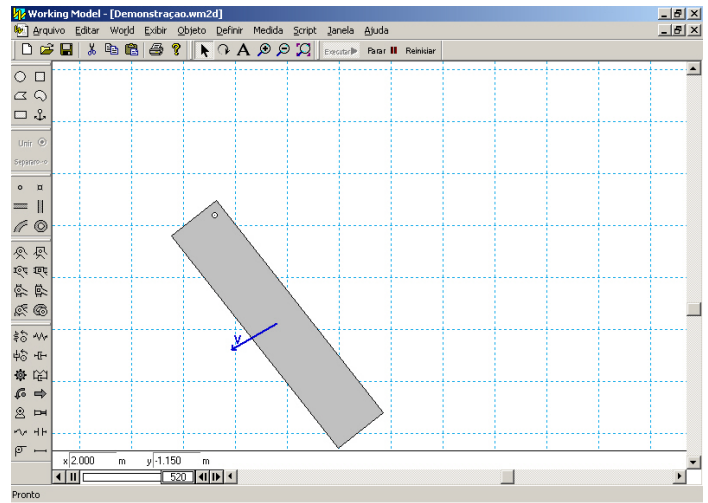 Working Model - [Demonstraçao.wm2d]
Arquivo Editar World Exibir Objeto Definir Medida Script Janela Ajuda
A Executar Parar Reiniciar
Unir
Separar
V
x 2.000 m y -1.150 m
520
Pronto